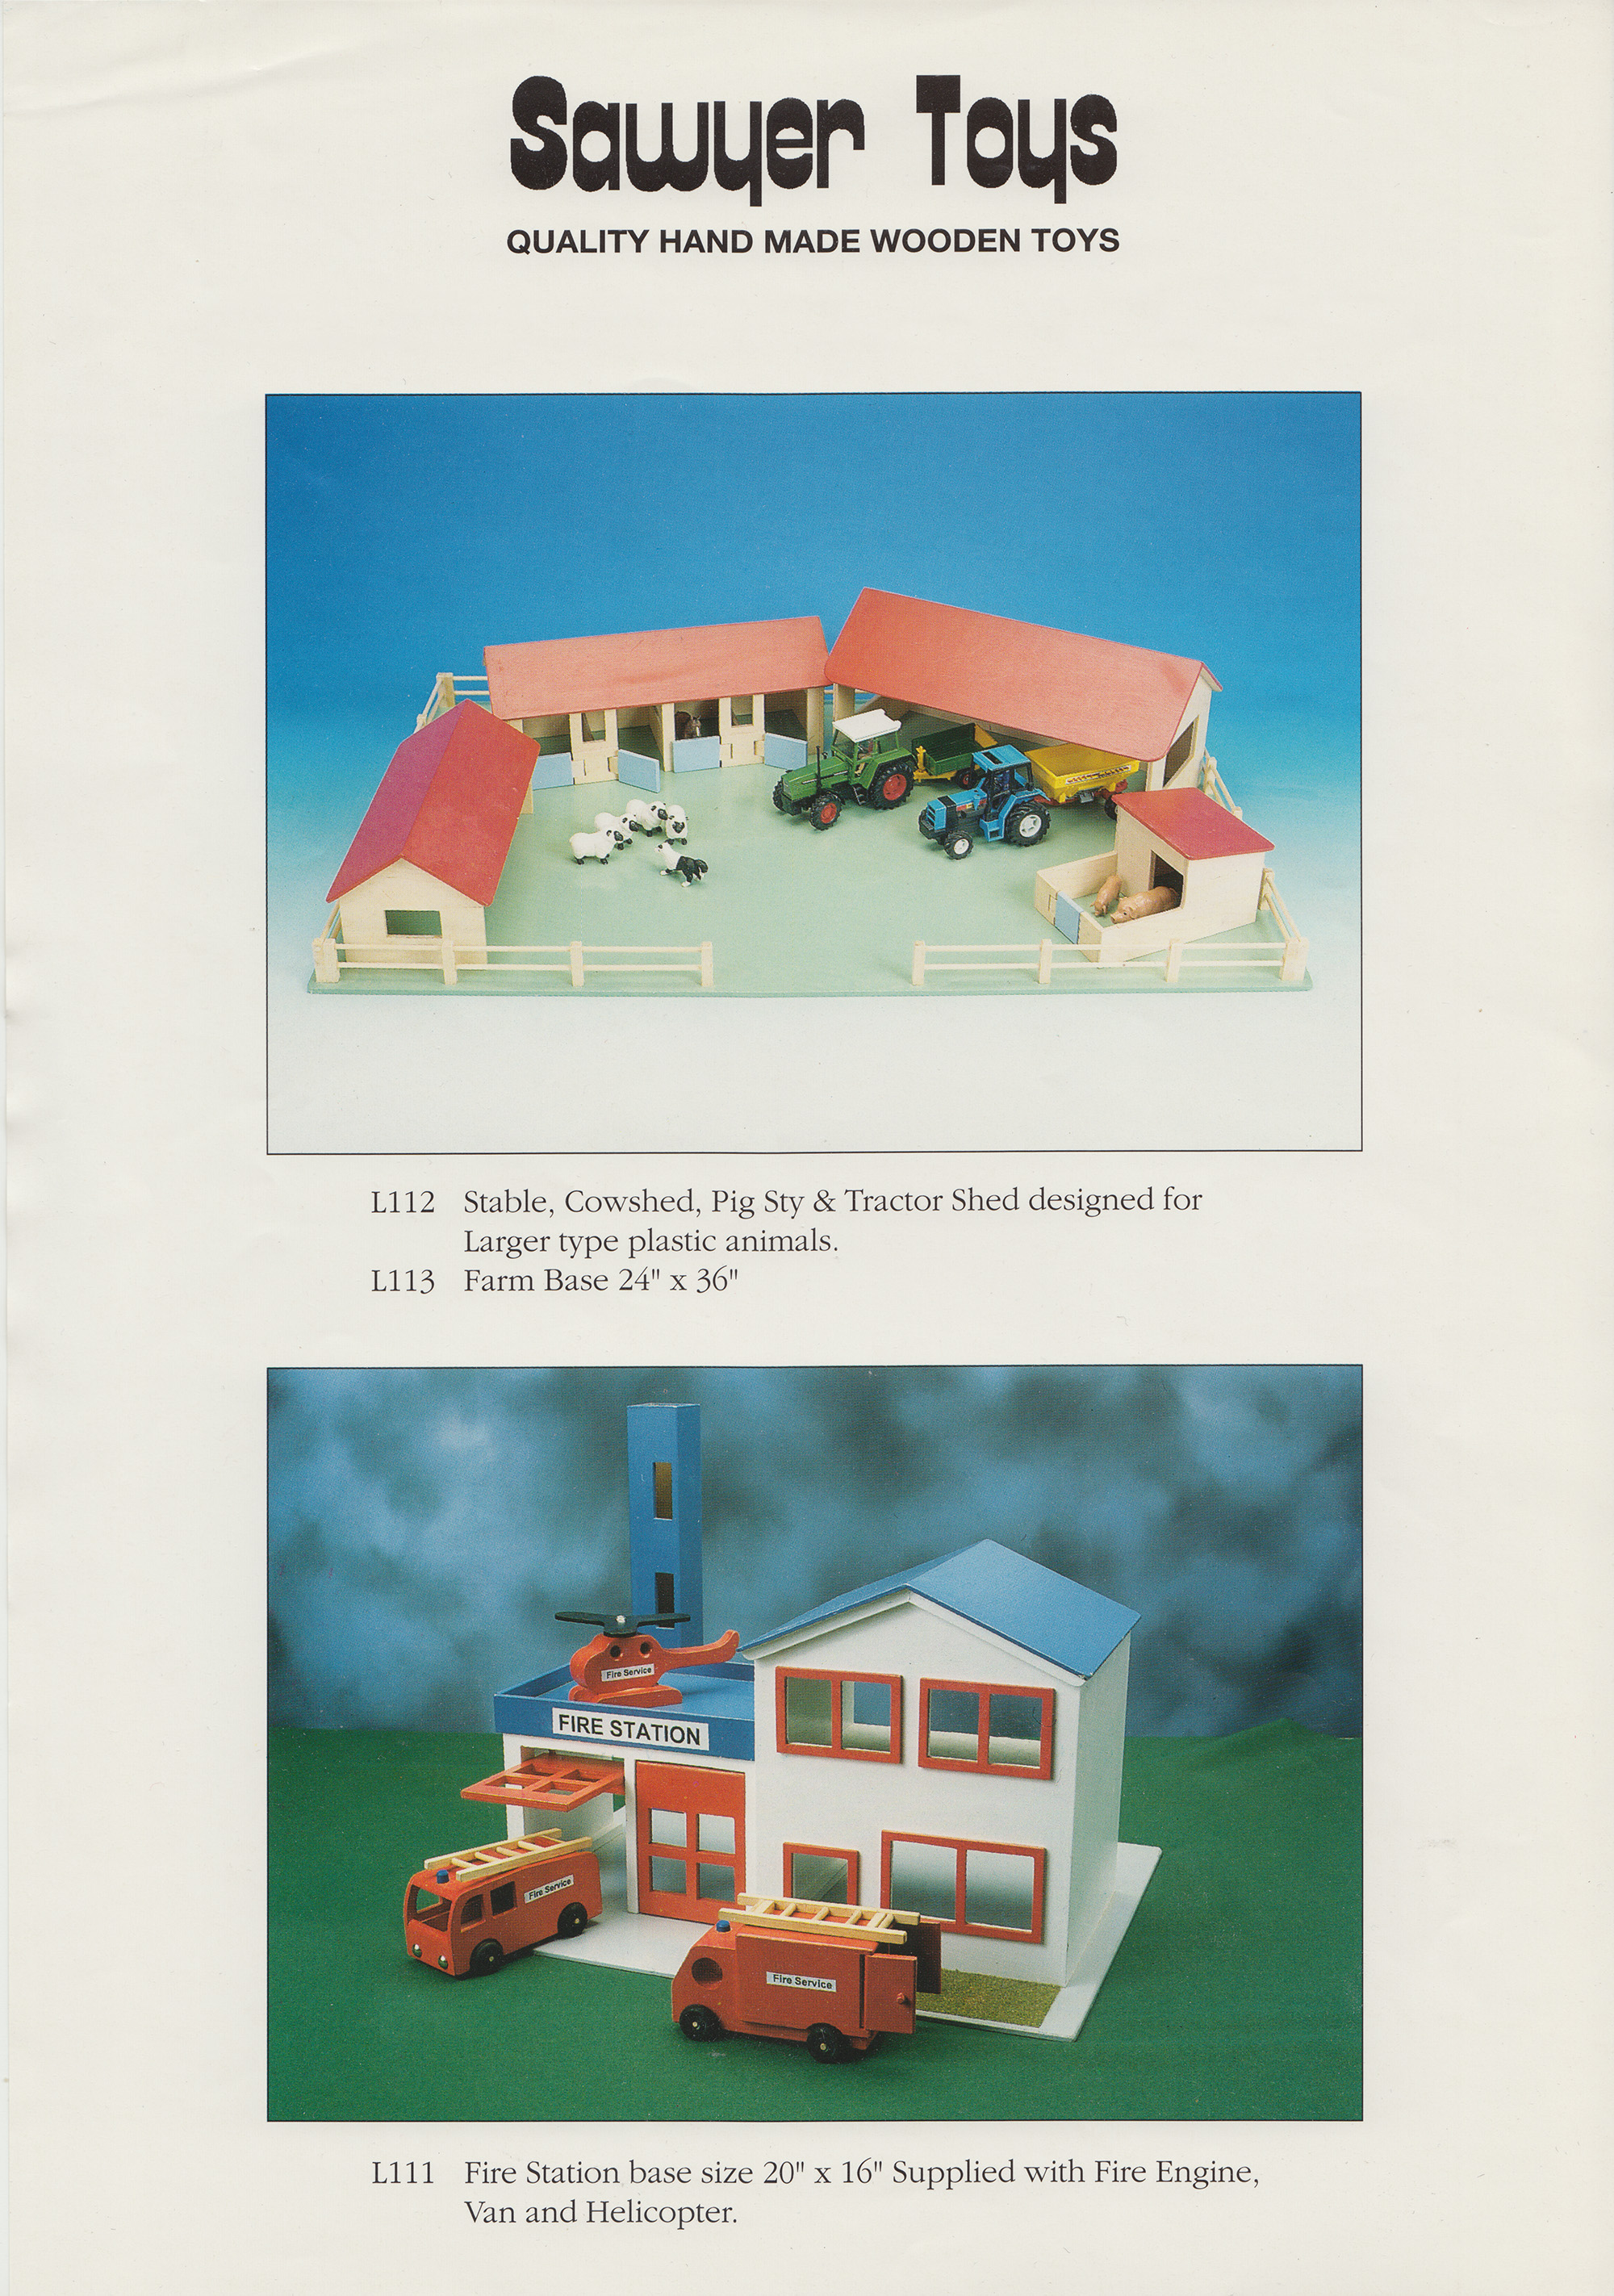 Sawyer Toys
QUALITY HAND MADE WOODEN TOYS
L112 Stable, Cowshed, Pig Sty & Tractor Shed designed for
Larger type plastic animals.
L113 Farm Base 24" x 36"
Fire Service
FIRE STATION
Fire Service
Fire Service
L111 Fire Station base size 20" x 16" Supplied with Fire Engine,
Van and Helicopter.